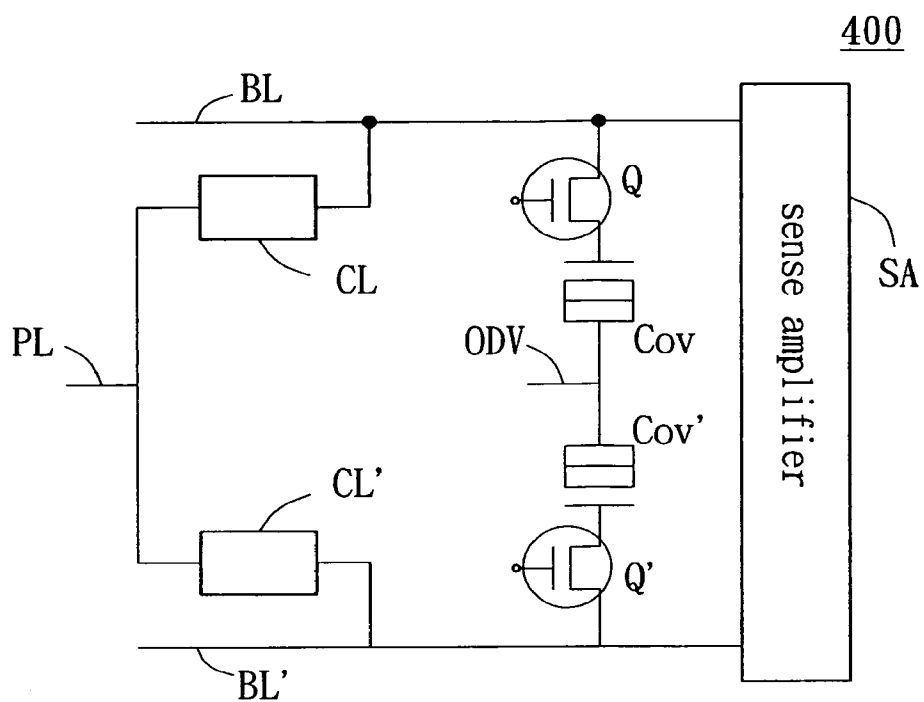 400
BL
Q
CL
SA
sense amplifier
PL
ODV
Cov
Cov'
CL'
Q'
BL'